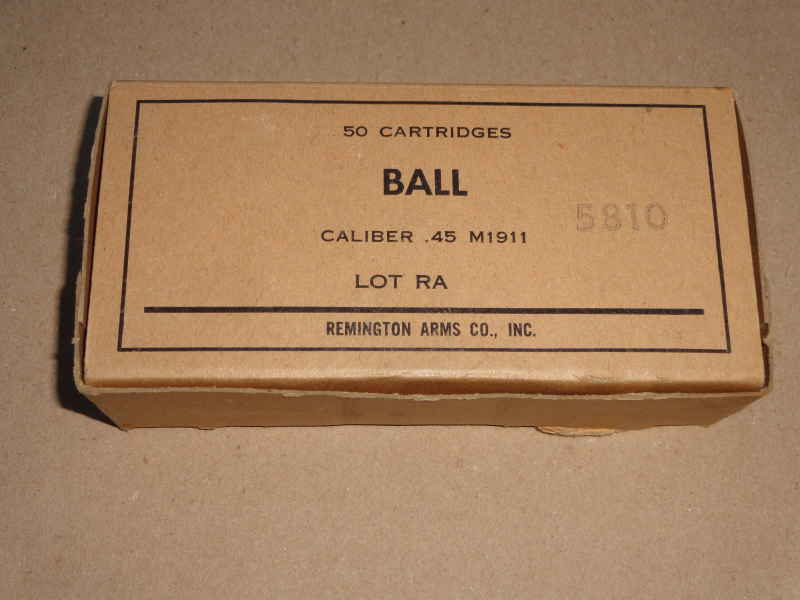 50 CARTRIDGES
BALL
5810
CALIBER .45 M1911
LOT RA
REMINGTON ARMS CO., INC.